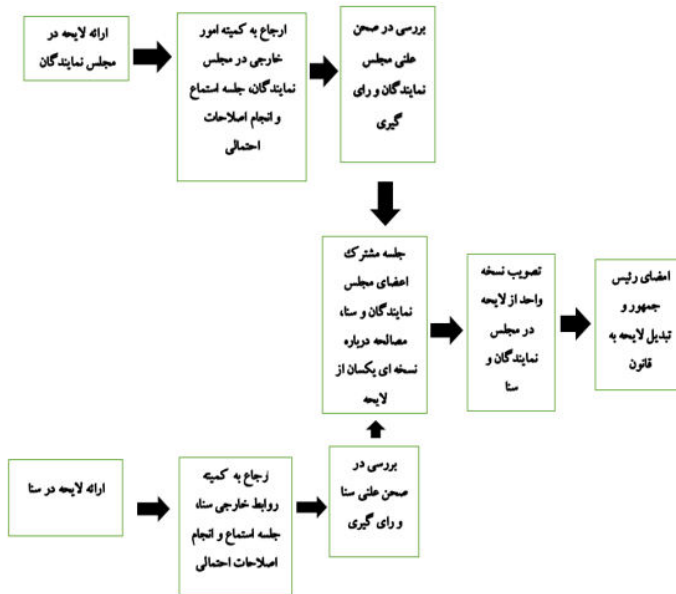 ارائه لایحه در
مجلس نمایندگان
ارجاع به کمیته امور
خارجی در مجلس
نمایندگان، جلسه استماع
و انجام اصلاحات
احتمالی
بررسی در صحن
علنی مجلس
نمایندگان و رای
گیری
جلسه مشترک
اعضای مجلس
نمایندگان و سنا،
مصالحه درباره
نسخه ای یکسان از
لایحه
تصویب نسخه
واحد از لایحه
در مجلس
نمایندگان و
سنا
امضای رئیس
جمهور و
تبدیل لایحه به
قانون
ارائه لایحه در سنا
ارجاع به کمیته
روابط خارجی سنا،
جلسه استماع و انجام
اصلاحات احتمالی
بررسی در
صحن علنی سنا
و رای گیری